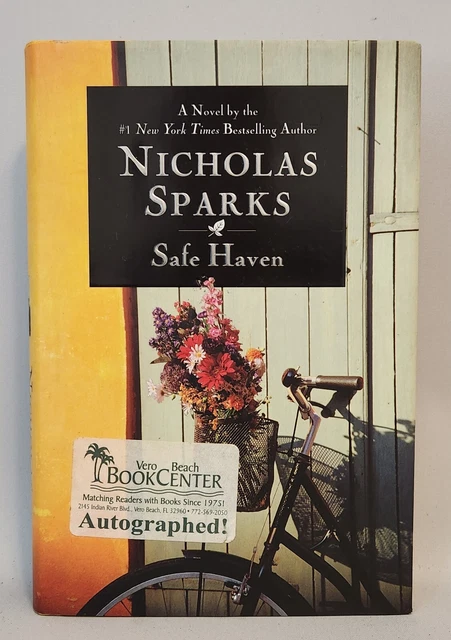 A Novel by the
#1 New York Times Bestselling Author
NICHOLAS
SPARKS
Safe Haven
Vero Beach
BOOKCENTER
Matching Readers with Books Since 1975!
2145 Indian River Blvd., Vero Beach, FL 32960 • 772-569-2050
Autographed!